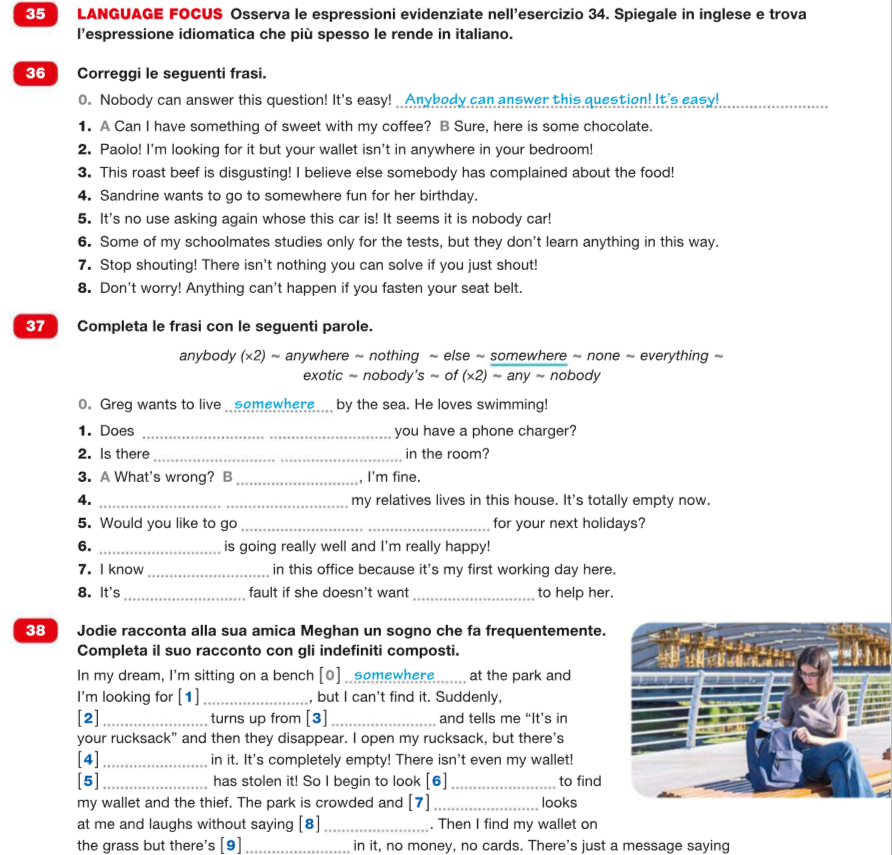 35 LANGUAGE FOCUS Osserva le espressioni evidenziate nell'esercizio 34. Spiegale in inglese e trova
l'espressione idiomatica che più spesso le rende in italiano.
36 Correggi le seguenti frasi.
0. Nobody can answer this question! It's easy! Anybody can answer this question! It's easy!
1. A Can I have something of sweet with my coffee? B Sure, here is some chocolate.
2. Paolo! I'm looking for it but your wallet isn't in anywhere in your bedroom!
3. This roast beef is disgusting! I believe else somebody has complained about the food!
4. Sandrine wants to go to somewhere fun for her birthday.
5. It's no use asking again whose this car is! It seems it is nobody car!
6. Some of my schoolmates studies only for the tests, but they don't learn anything in this way.
7. Stop shouting! There isn't nothing you can solve if you just shout!
8. Don't worry! Anything can't happen if you fasten your seat belt.
37 Completa le frasi con le seguenti parole.
anybody (×2) ~ anywhere ~ nothing ~ else ~ somewhere ~ none ~ everything ~
exotic ~ nobody's ~ of (×2) ~ any ~ nobody
0. Greg wants to live somewhere by the sea. He loves swimming!
1. Does ........ ........ you have a phone charger?
2. Is there ........ ........ in the room?
3. A What's wrong? B ........, I'm fine.
4. ........ ........ my relatives lives in this house. It's totally empty now.
5. Would you like to go ........ ........ for your next holidays?
6. ........ is going really well and I'm really happy!
7. I know ........ in this office because it's my first working day here.
8. It's ........ fault if she doesn't want ........ to help her.
38 Jodie racconta alla sua amica Meghan un sogno che fa frequentemente.
Completa il suo racconto con gli indefiniti composti.
In my dream, I'm sitting on a bench [0] somewhere at the park and
I'm looking for [1] ........, but I can't find it. Suddenly,
[2] ........ turns up from [3] ........ and tells me "It's in
your rucksack" and then they disappear. I open my rucksack, but there's
[4] ........ in it. It's completely empty! There isn't even my wallet!
[5] ........ has stolen it! So I begin to look [6] ........ to find
my wallet and the thief. The park is crowded and [7] ........ looks
at me and laughs without saying [8] ......... Then I find my wallet on
the grass but there's [9] ........ in it, no money, no cards. There's just a message saying